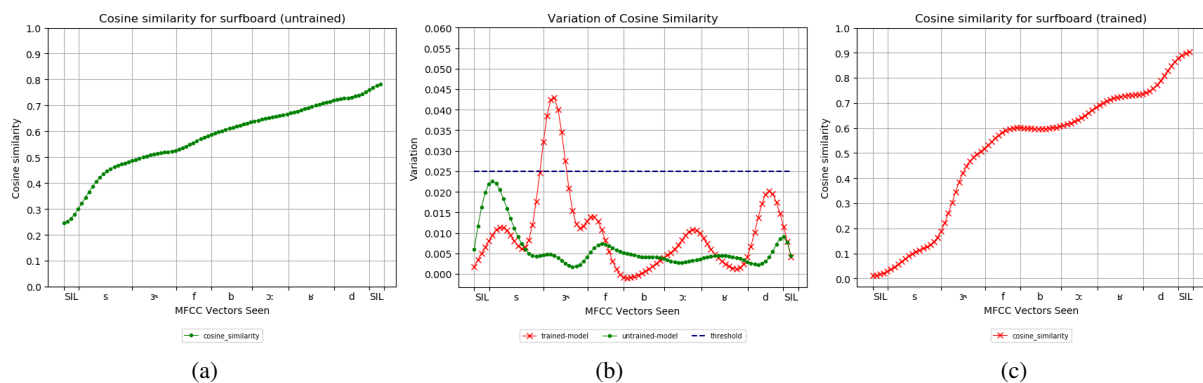 Cosine similarity for surfboard (untrained)
1.0
0.9
0.8
0.7
0.6
0.5
0.4
0.3
0.2
0.1
0.0
Cosine similarity
SIL s ɝ f b ɔː ʁ d SIL
MFCC Vectors Seen
cosine_similarity
(a)
Variation of Cosine Similarity
0.060
0.055
0.050
0.045
0.040
0.035
0.030
0.025
0.020
0.015
0.010
0.005
0.000
Variation
SIL s ɝ f b ɔː ʁ d SIL
MFCC Vectors Seen
trained-model untrained-model threshold
(b)
Cosine similarity for surfboard (trained)
1.0
0.9
0.8
0.7
0.6
0.5
0.4
0.3
0.2
0.1
0.0
Cosine similarity
SIL s ɝ f b ɔː ʁ d SIL
MFCC Vectors Seen
cosine_similarity
(c)